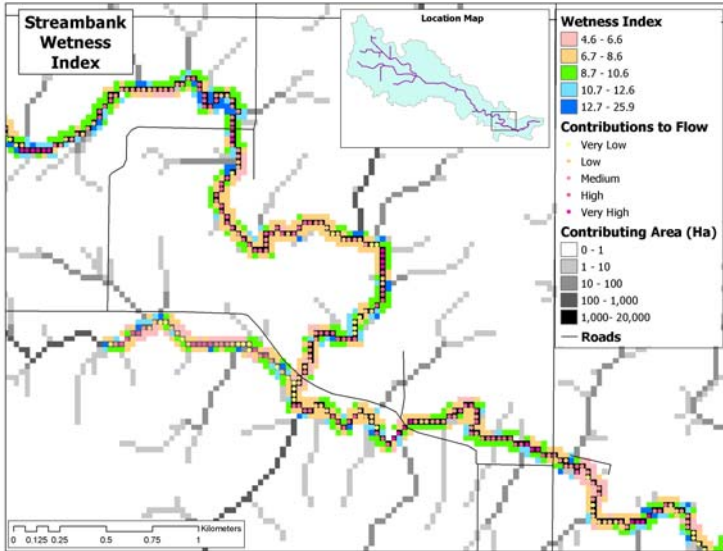 Streambank
Wetness
Index
Location Map
Wetness Index
4.6 - 6.6
6.7 - 8.6
8.7 - 10.6
10.7 - 12.6
12.7 - 25.9
Contributions to Flow
Very Low
Low
Medium
High
Very High
Contributing Area (Ha)
0 - 1
1 - 10
10 - 100
100 - 1,000
1,000- 20,000
Roads
Kilometers
0 0.125 0.25 0.5 0.75 1